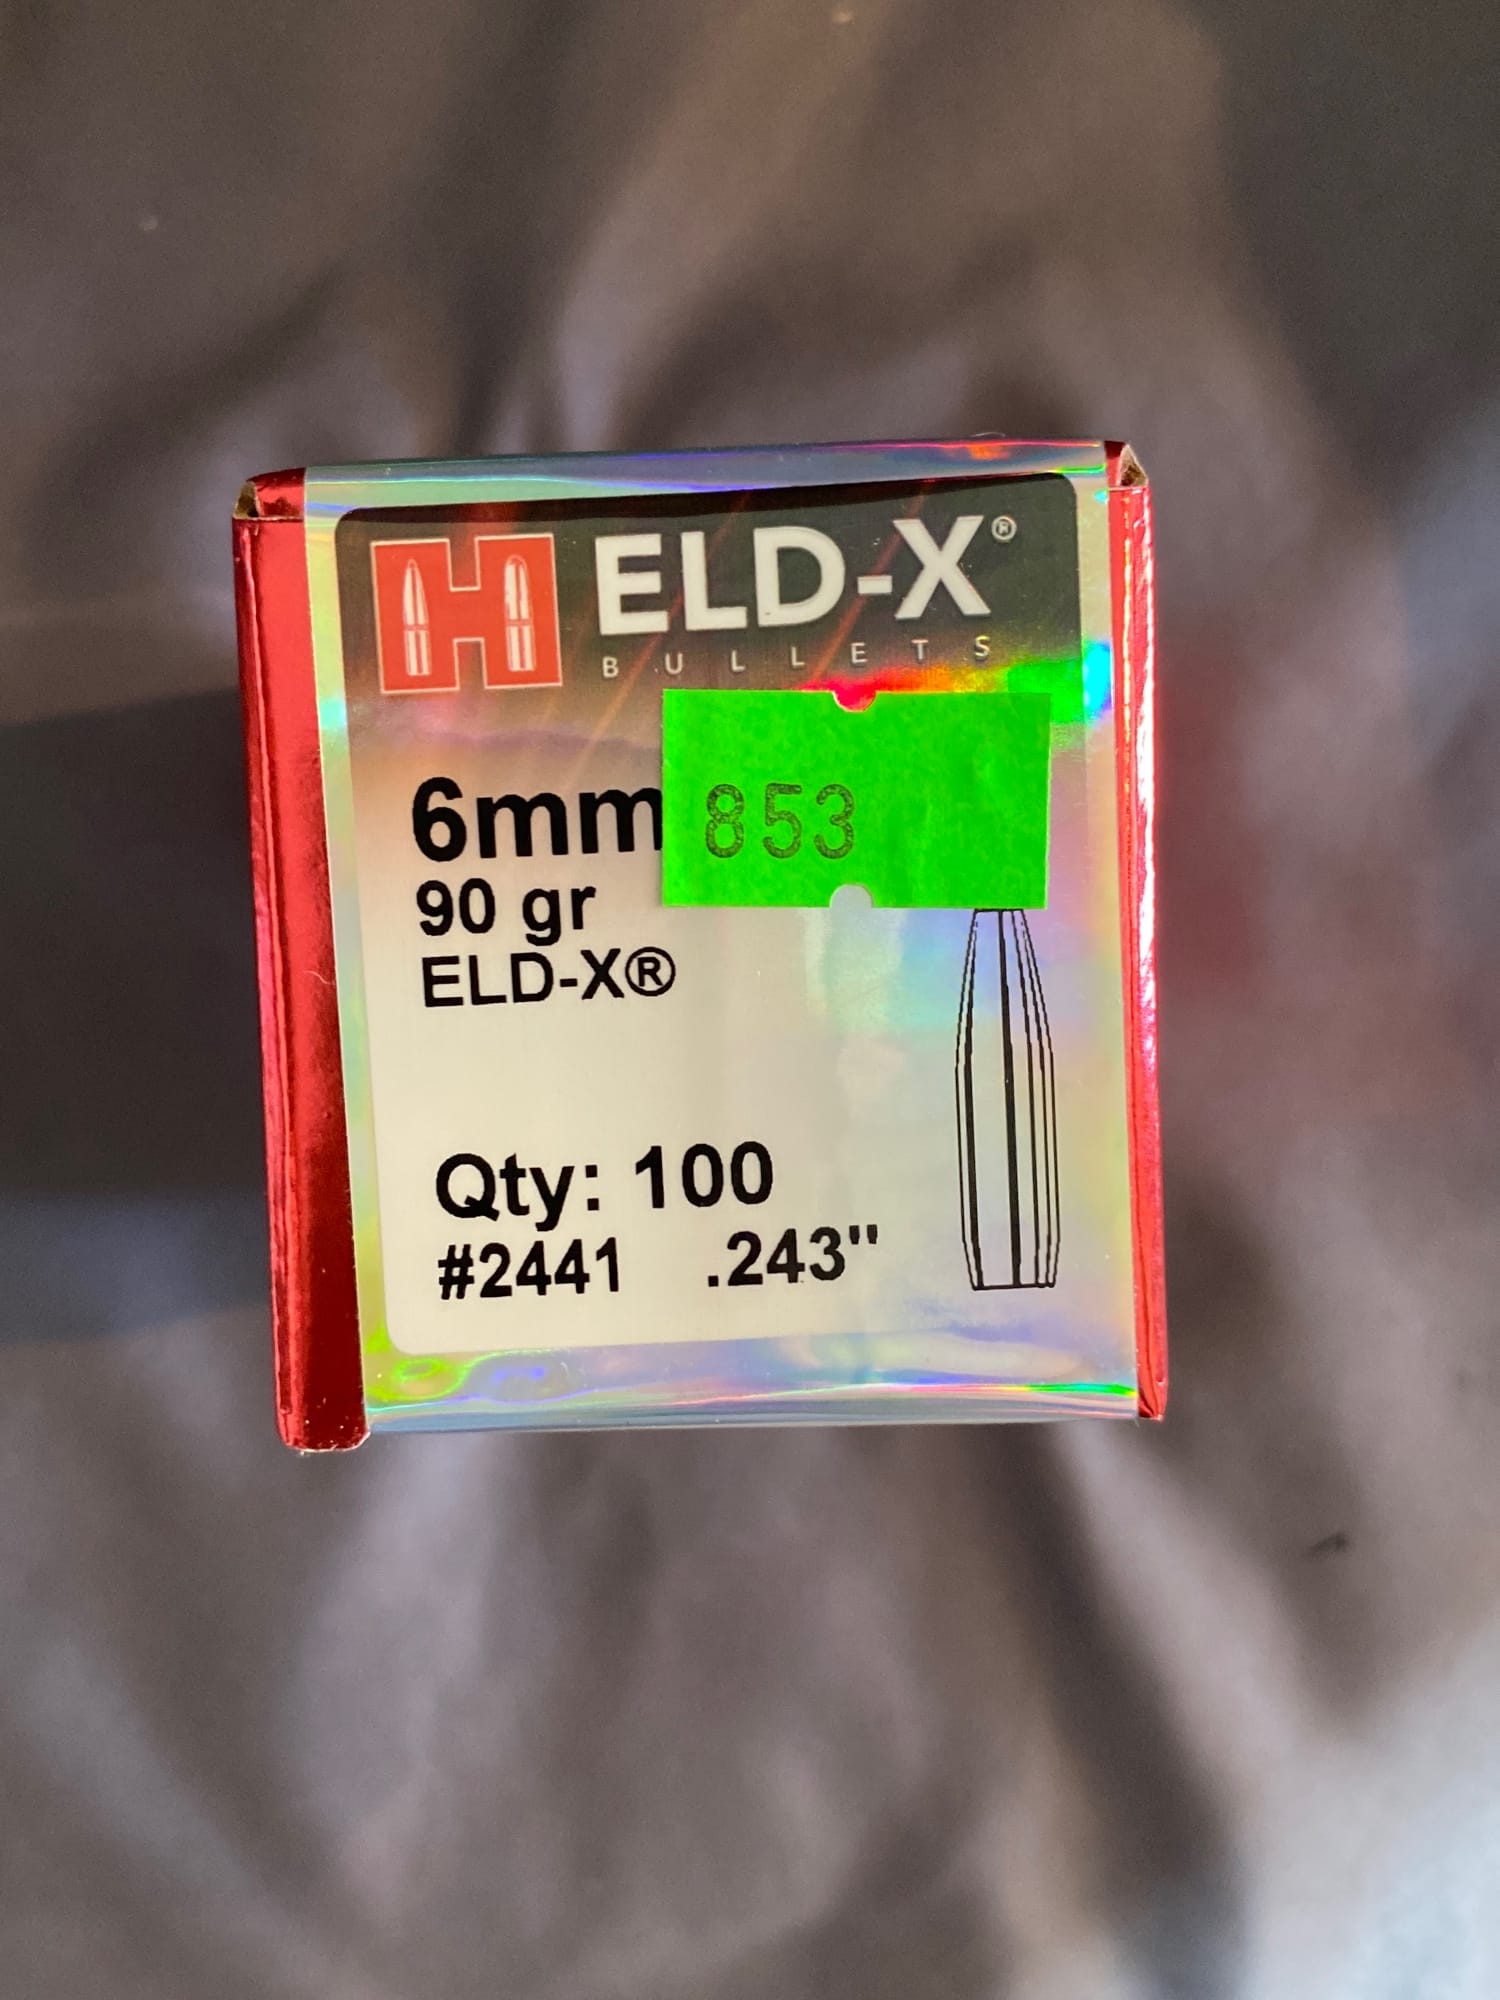 H ELD-X®
BULLETS
853
6mm
90 gr
ELD-X®
Qty: 100
#2441 .243"